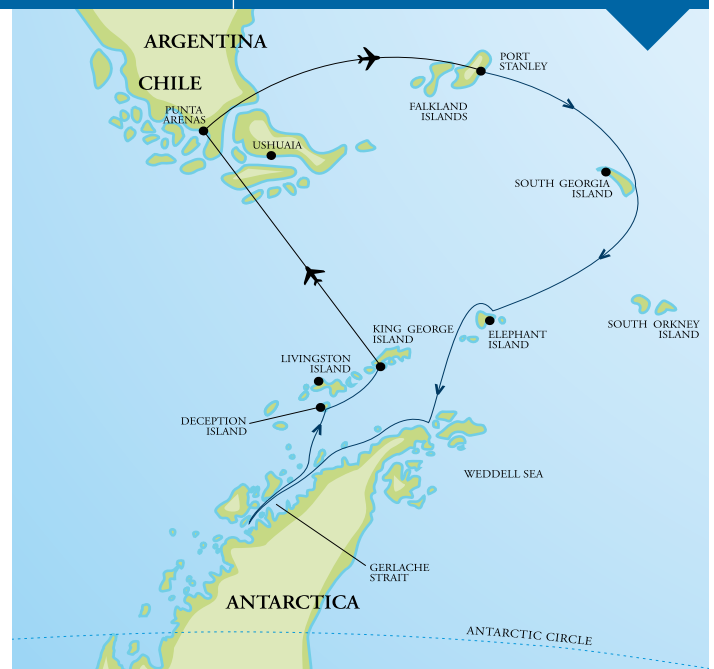 ARGENTINA
PORT
STANLEY
CHILE
FALKLAND
ISLANDS
PUNTA
ARENAS
USHUAIA
SOUTH GEORGIA
ISLAND
SOUTH ORKNEY
ISLAND
KING GEORGE
ISLAND
ELEPHANT
ISLAND
LIVINGSTON
ISLAND
DECEPTION
ISLAND
WEDDELL SEA
GERLACHE
STRAIT
ANTARCTICA
ANTARCTIC CIRCLE